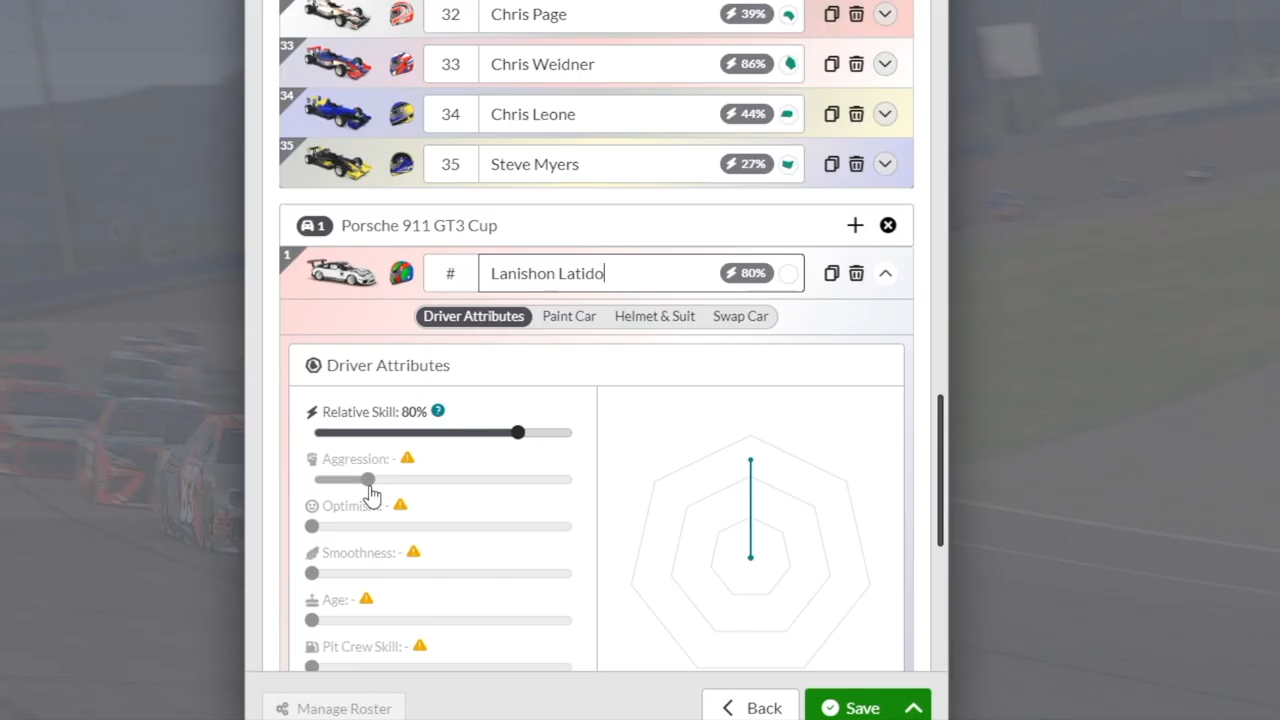 32 Chris Page 39%
33 33 Chris Weidner 86%
34 34 Chris Leone 44%
35 35 Steve Myers 27%
1 Porsche 911 GT3 Cup
1 # Lanishon Latido 80%
Driver Attributes Paint Car Helmet & Suit Swap Car
Driver Attributes
Relative Skill: 80% ?
Aggression: -
Smoothness: -
Age: -
Pit Crew Skill: -
Manage Roster Back Save